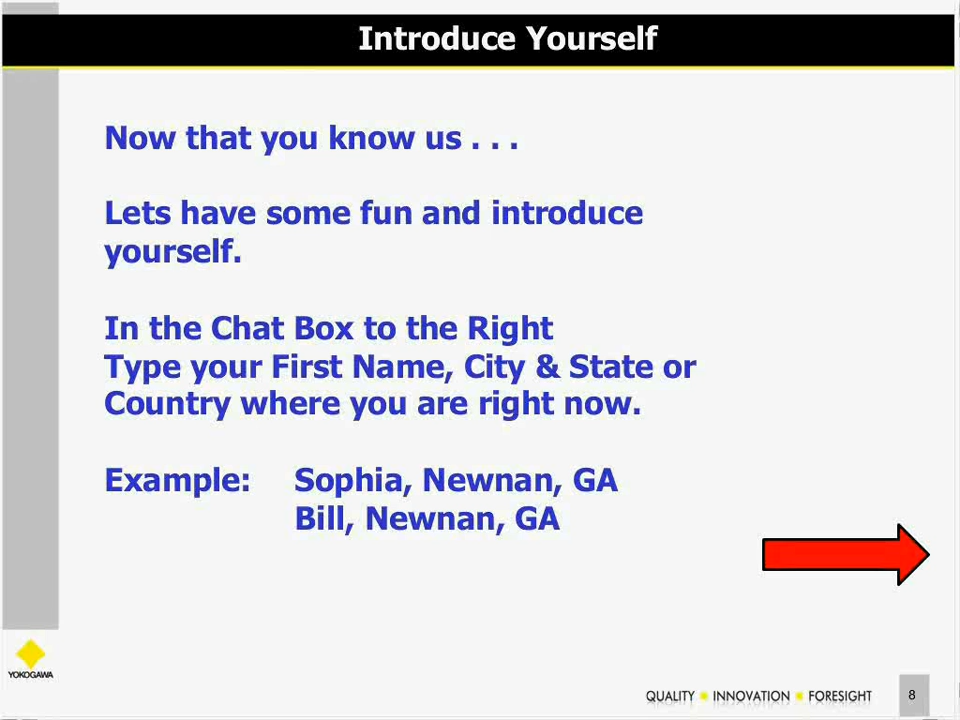 Introduce Yourself
Now that you know us . . .
Lets have some fun and introduce
yourself.
In the Chat Box to the Right
Type your First Name, City & State or
Country where you are right now.
Example: Sophia, Newnan, GA
Bill, Newnan, GA
YOKOGAWA
QUALITY ■ INNOVATION ■ FORESIGHT
8